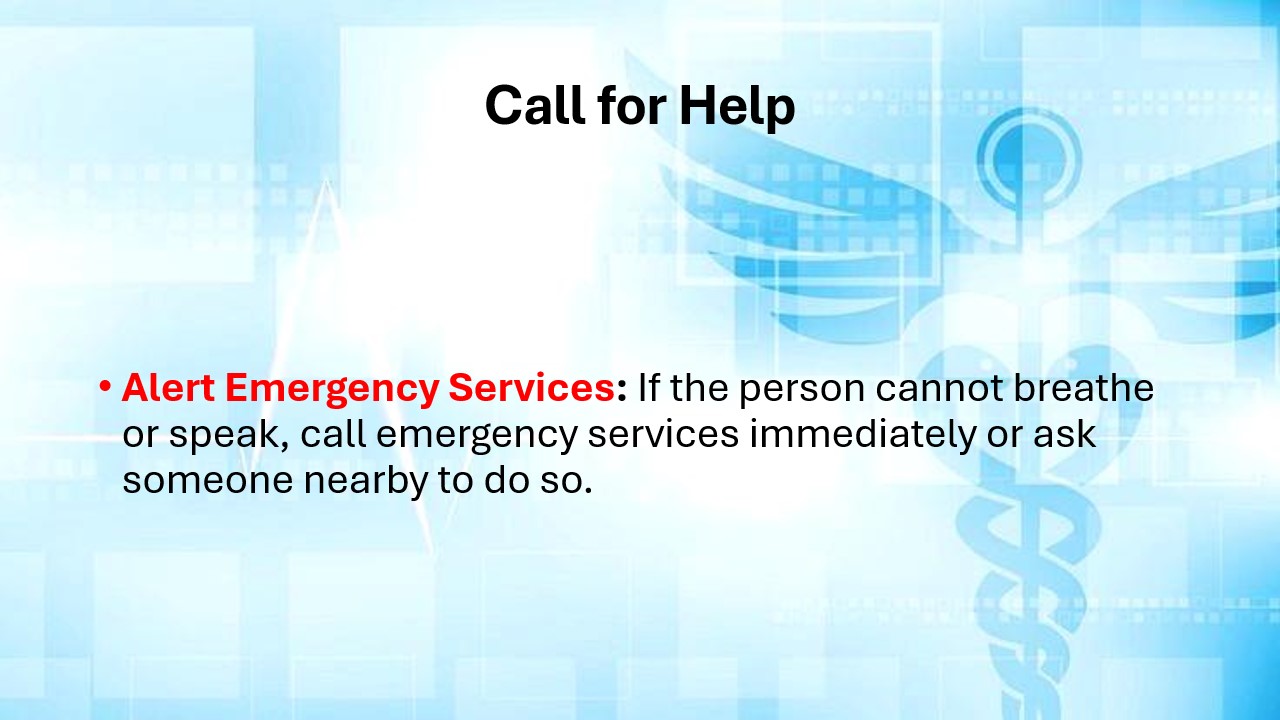 Call for Help
• Alert Emergency Services: If the person cannot breathe
or speak, call emergency services immediately or ask
someone nearby to do so.